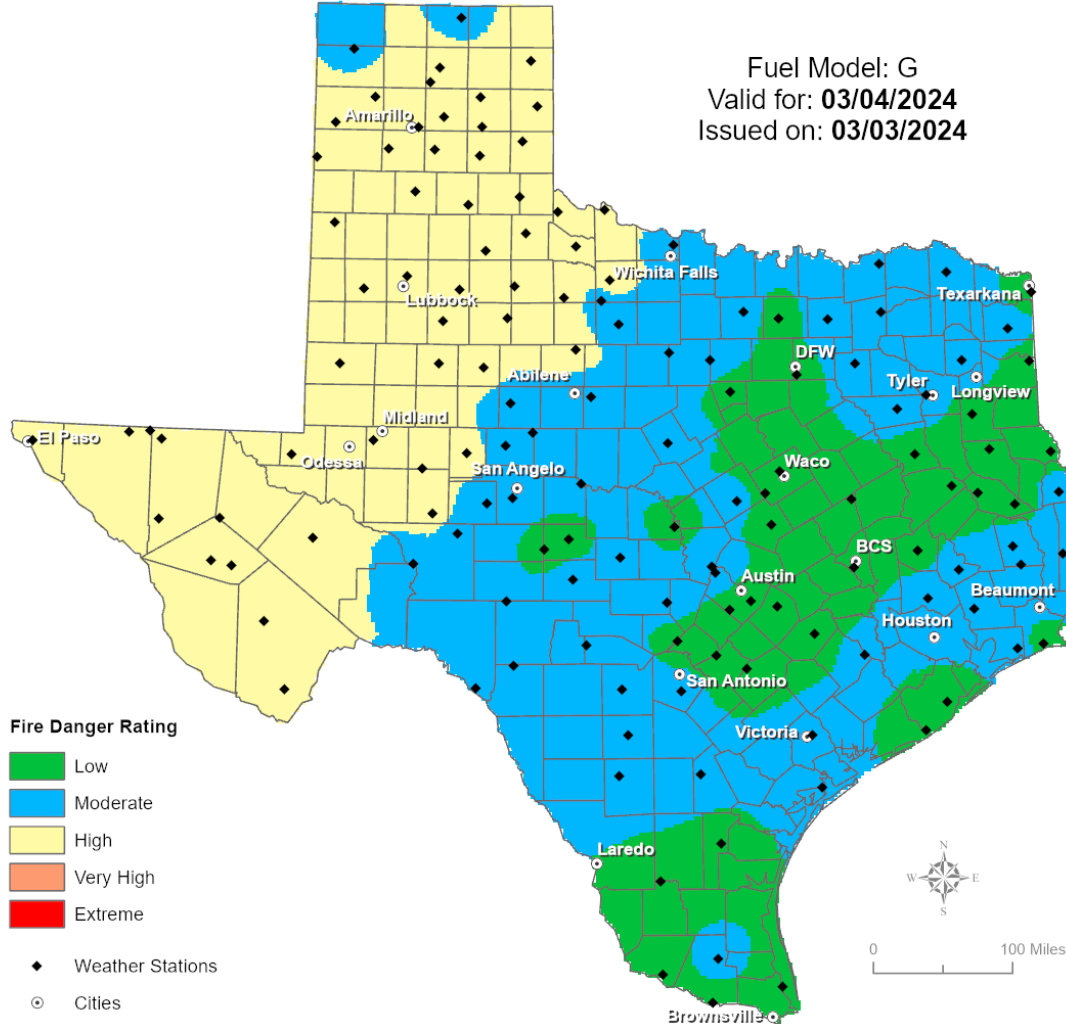 Fuel Model: G
Valid for: 03/04/2024
Issued on: 03/03/2024
Amarillo
Wichita Falls
Lubbock
Texarkana
DFW
Abilene
Tyler
Longview
Midland
El Paso
Odessa
San Angelo
Waco
BCS
Austin
Beaumont
Houston
San Antonio
Victoria
Laredo
Brownsville
Fire Danger Rating
Low
Moderate
High
Very High
Extreme
Weather Stations
Cities
N
W E
S
0 100 Miles